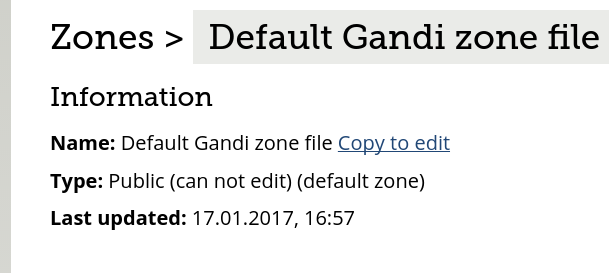 Zones > Default Gandi zone file
Information
Name: Default Gandi zone file Copy to edit
Type: Public (can not edit) (default zone)
Last updated: 17.01.2017, 16:57